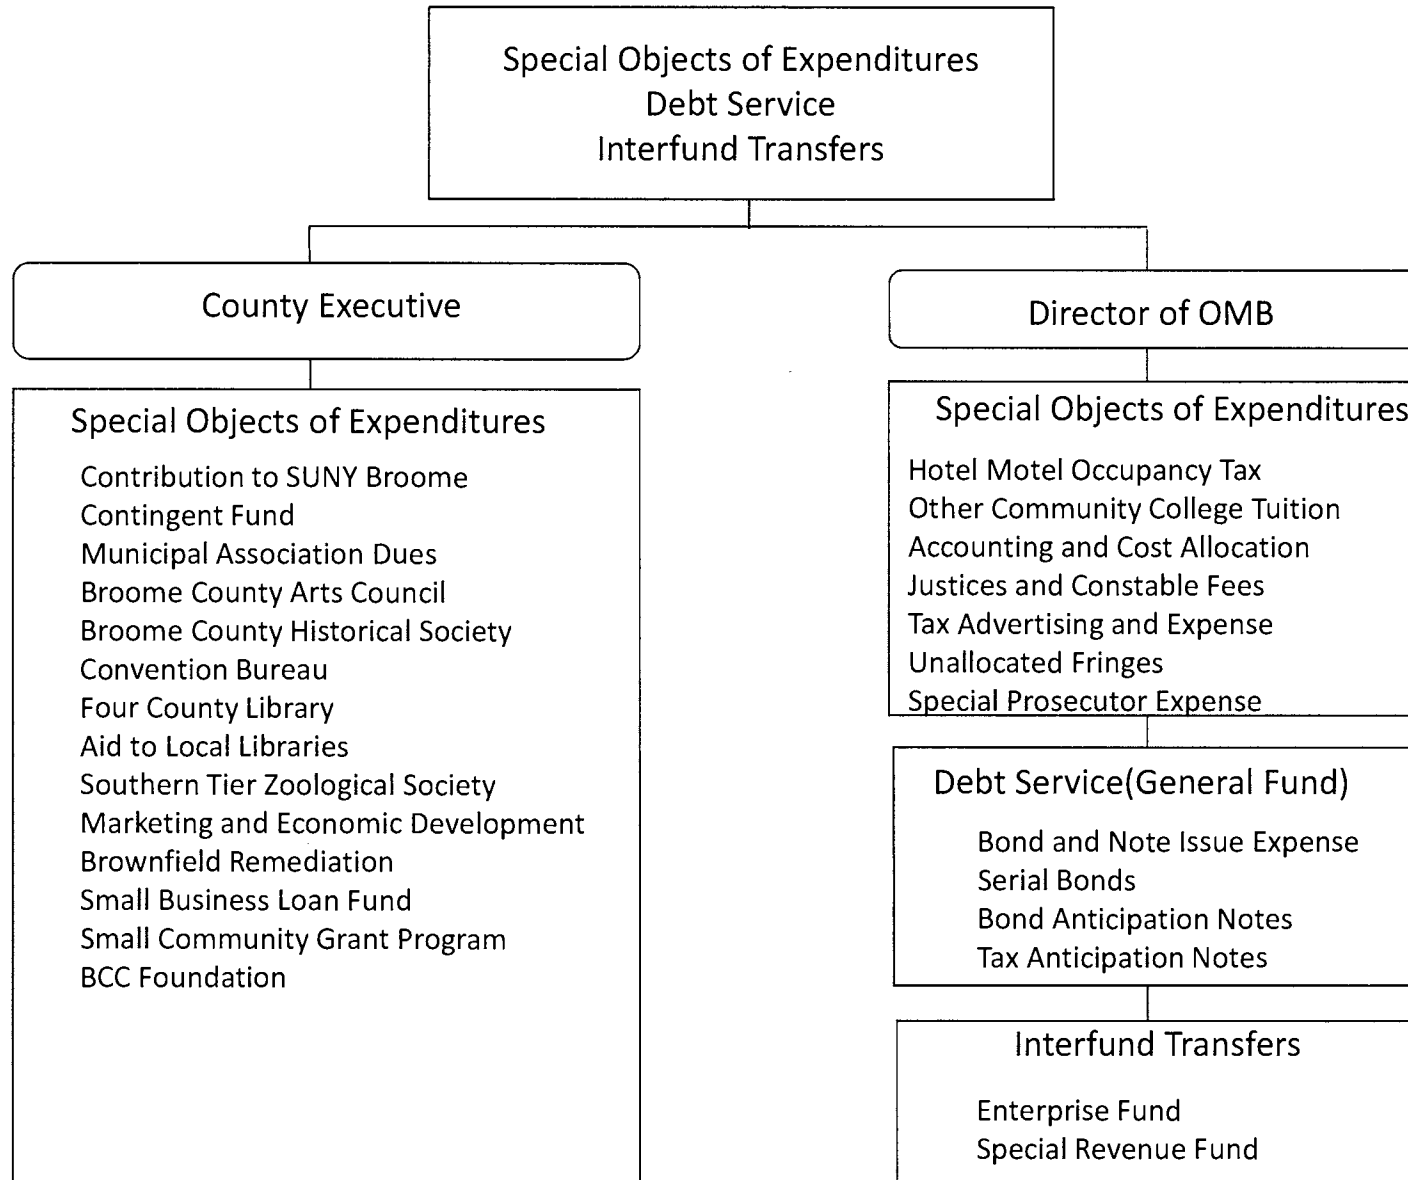 Special Objects of Expenditures
Debt Service
Interfund Transfers
County Executive
Special Objects of Expenditures
Contribution to SUNY Broome
Contingent Fund
Municipal Association Dues
Broome County Arts Council
Broome County Historical Society
Convention Bureau
Four County Library
Aid to Local Libraries
Southern Tier Zoological Society
Marketing and Economic Development
Brownfield Remediation
Small Business Loan Fund
Small Community Grant Program
BCC Foundation
Director of OMB
Special Objects of Expenditures
Hotel Motel Occupancy Tax
Other Community College Tuition
Accounting and Cost Allocation
Justices and Constable Fees
Tax Advertising and Expense
Unallocated Fringes
Special Prosecutor Expense
Debt Service(General Fund)
Bond and Note Issue Expense
Serial Bonds
Bond Anticipation Notes
Tax Anticipation Notes
Interfund Transfers
Enterprise Fund
Special Revenue Fund